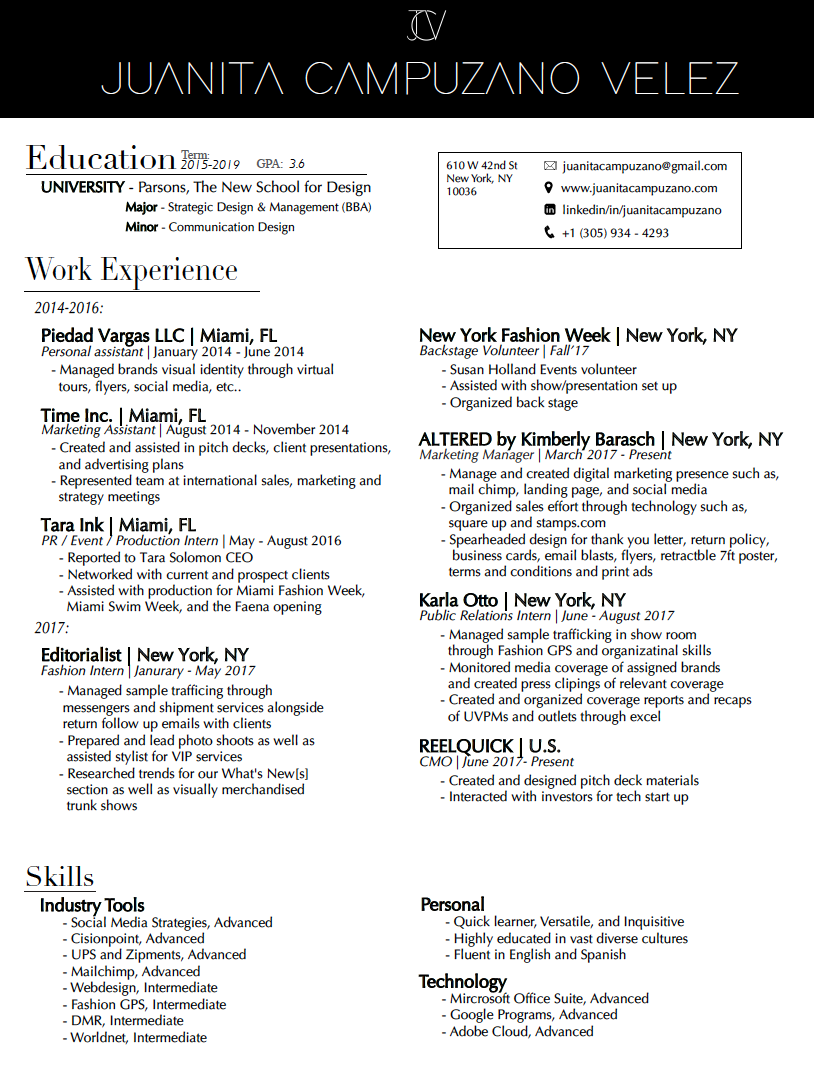 JCV
JUANITA CAMPUZANO VELEZ
Education Term: 2015-2019 GPA: 3.6
UNIVERSITY - Parsons, The New School for Design
Major - Strategic Design & Management (BBA)
Minor - Communication Design
610 W 42nd St
New York, NY
10036
juanitacampuzano@gmail.com
www.juanitacampuzano.com
linkedin/in/juanitacampuzano
+1 (305) 934 - 4293
Work Experience
2014-2016:
Piedad Vargas LLC | Miami, FL
Personal assistant | January 2014 - June 2014
- Managed brands visual identity through virtual
tours, flyers, social media, etc..
Time Inc. | Miami, FL
Marketing Assistant | August 2014 - November 2014
- Created and assisted in pitch decks, client presentations,
and advertising plans
- Represented team at international sales, marketing and
strategy meetings
Tara Ink | Miami, FL
PR / Event / Production Intern | May - August 2016
- Reported to Tara Solomon CEO
- Networked with current and prospect clients
- Assisted with production for Miami Fashion Week,
Miami Swim Week, and the Faena opening
2017:
Editorialist | New York, NY
Fashion Intern | Janurary - May 2017
- Managed sample trafficing through
messengers and shipment services alongside
return follow up emails with clients
- Prepared and lead photo shoots as well as
assisted stylist for VIP services
- Researched trends for our What's New[s]
section as well as visually merchandised
trunk shows
New York Fashion Week | New York, NY
Backstage Volunteer | Fall’17
- Susan Holland Events volunteer
- Assisted with show/presentation set up
- Organized back stage
ALTERED by Kimberly Barasch | New York, NY
Marketing Manager | March 2017 - Present
- Manage and created digital marketing presence such as,
mail chimp, landing page, and social media
- Organized sales effort through technology such as,
square up and stamps.com
- Spearheaded design for thank you letter, return policy,
business cards, email blasts, flyers, retractble 7ft poster,
terms and conditions and print ads
Karla Otto | New York, NY
Public Relations Intern | June - August 2017
- Managed sample trafficking in show room
through Fashion GPS and organizatinal skills
- Monitored media coverage of assigned brands
and created press clipings of relevant coverage
- Created and organized coverage reports and recaps
of UVPMs and outlets through excel
REELQUICK | U.S.
CMO | June 2017- Present
- Created and designed pitch deck materials
- Interacted with investors for tech start up
Skills
Industry Tools
- Social Media Strategies, Advanced
- Cisionpoint, Advanced
- UPS and Zipments, Advanced
- Mailchimp, Advanced
- Webdesign, Intermediate
- Fashion GPS, Intermediate
- DMR, Intermediate
- Worldnet, Intermediate
Personal
- Quick learner, Versatile, and Inquisitive
- Highly educated in vast diverse cultures
- Fluent in English and Spanish
Technology
- Mircrosoft Office Suite, Advanced
- Google Programs, Advanced
- Adobe Cloud, Advanced